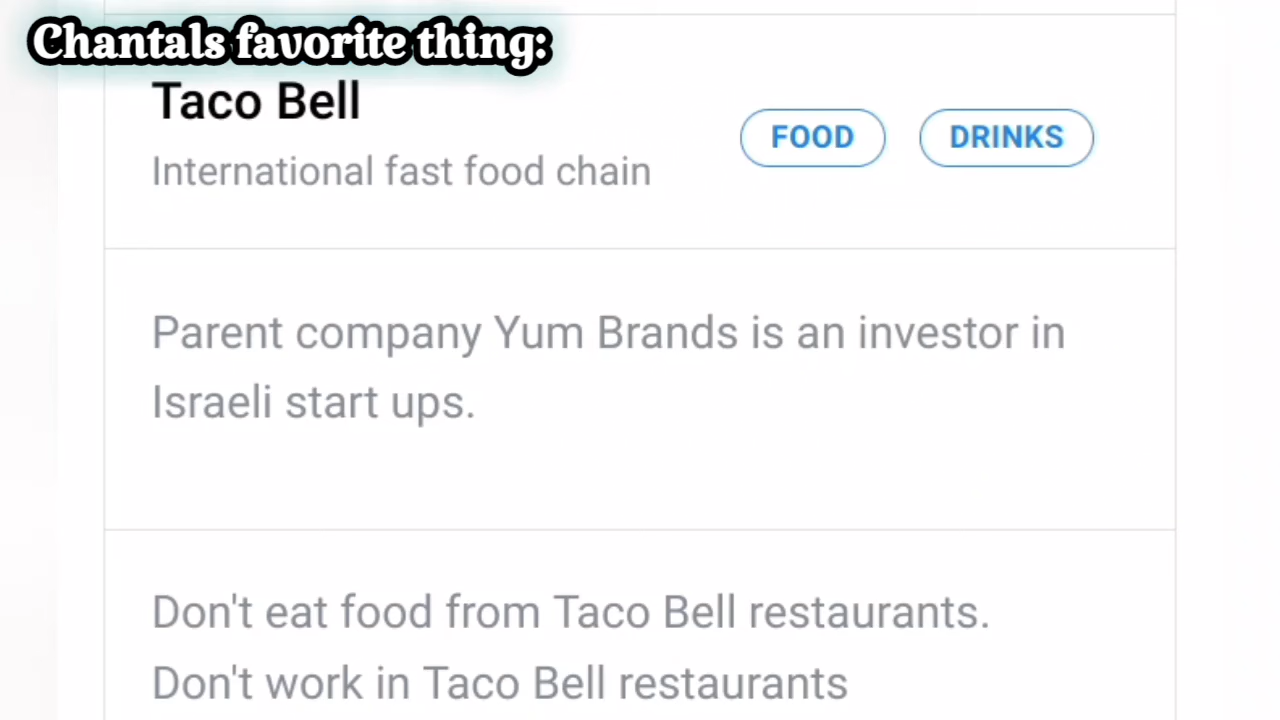 Chantals favorite thing:
Taco Bell
International fast food chain
FOOD
DRINKS
Parent company Yum Brands is an investor in
Israeli start ups.
Don't eat food from Taco Bell restaurants.
Don't work in Taco Bell restaurants